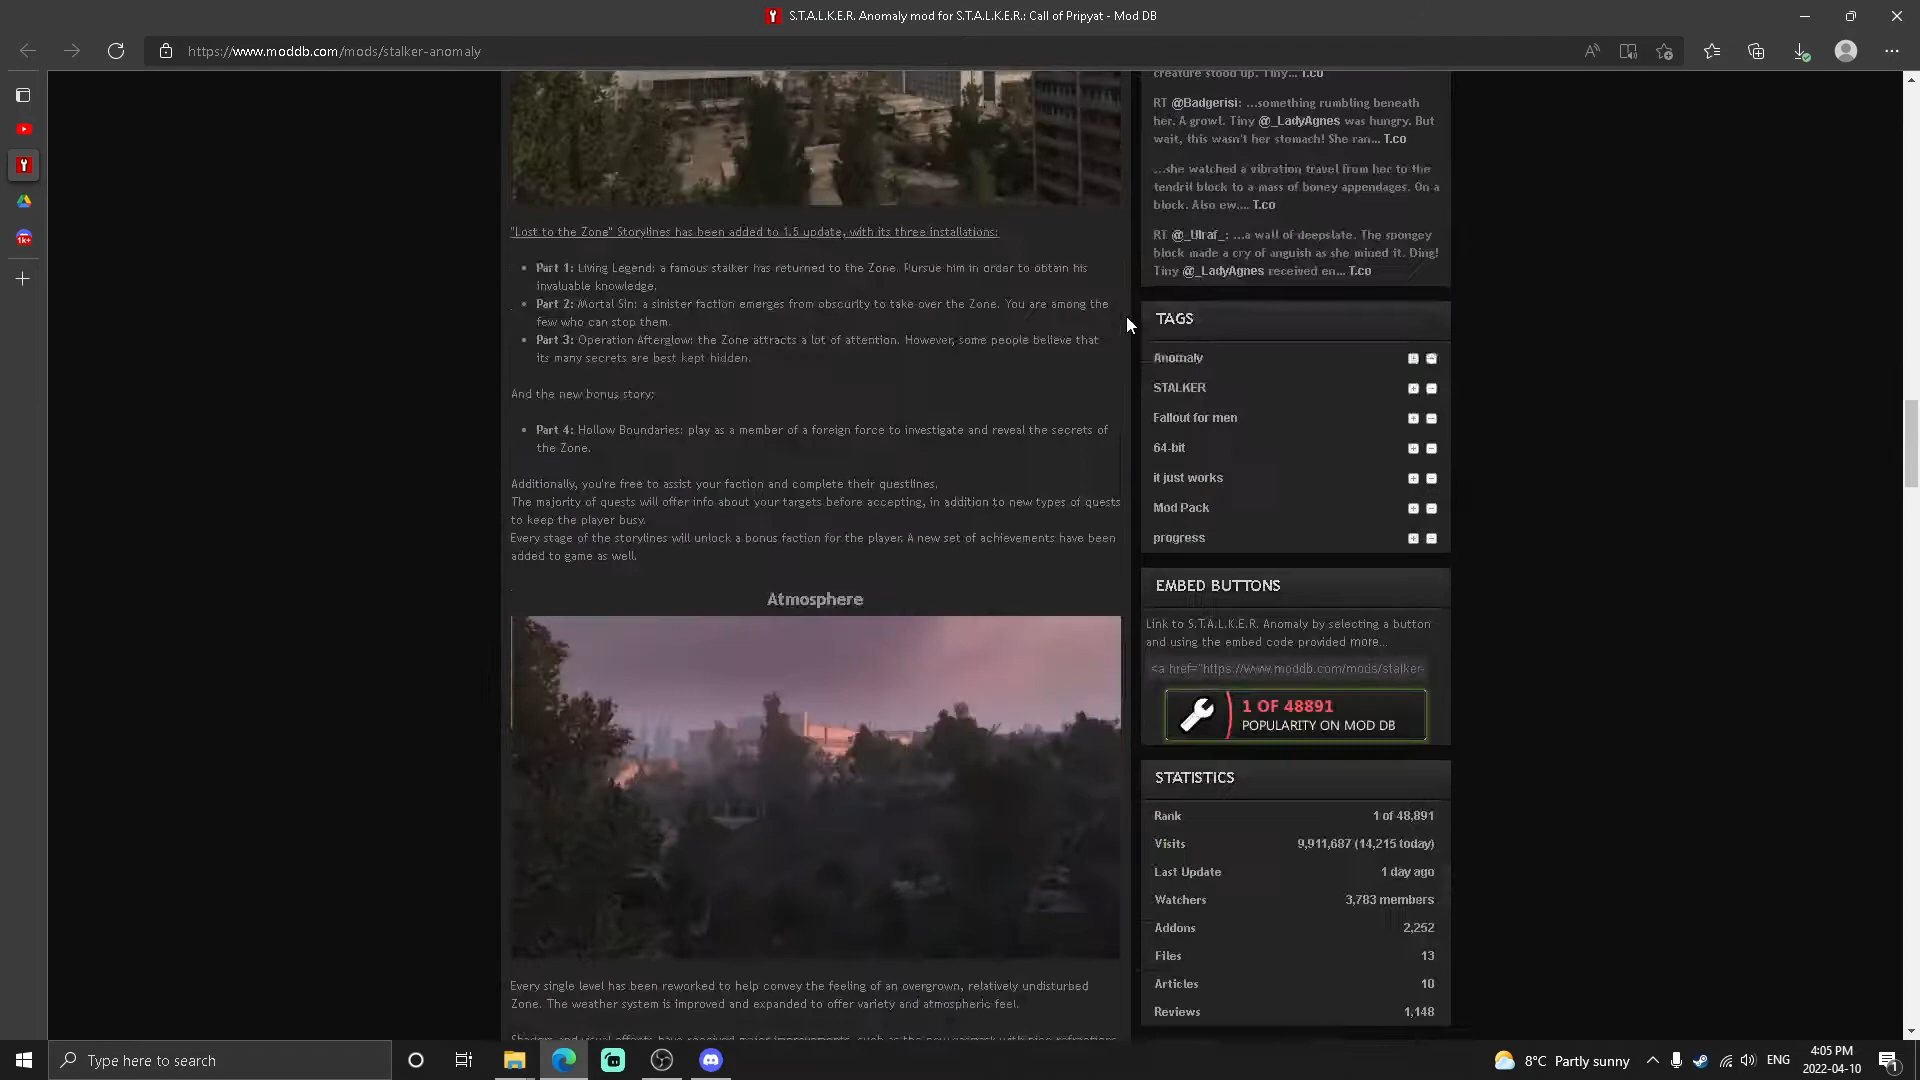 S.T.A.L.K.E.R. Anomaly mod for S.T.A.L.K.E.R.: Call of Pripyat - Mod DB
https://www.moddb.com/mods/stalker-anomaly
"Lost to the Zone" Storylines has been added to 1.5 update, with its three installations:
Part 1: Living Legend: a famous stalker has returned to the Zone. Pursue him in order to obtain his
invaluable knowledge.
Part 2: Mortal Sin: a sinister faction emerges from obscurity to take over the Zone. You are among the
few who can stop them.
Part 3: Operation Afterglow: the Zone attracts a lot of attention. However, some people believe that
its many secrets are best kept hidden.
And the new bonus story:
Part 4: Hollow Boundaries: play as a member of a foreign force to investigate and reveal the secrets of
the Zone.
Additionally, you're free to assist your faction and complete their questlines.
The majority of quests will offer info about your targets before accepting, in addition to new types of quests
to keep the player busy.
Every stage of the storylines will unlock a bonus faction for the player. A new set of achievements have been
added to game as well.
Atmosphere
Every single level has been reworked to help convey the feeling of an overgrown, relatively undisturbed
Zone. The weather system is improved and expanded to offer variety and atmospheric feel.
creature stood up. Tiny... T.co
RT @Badgerisi: ...something rumbling beneath
her. A growl. Tiny @_LadyAgnes was hungry. But
wait, this wasn't her stomach! She ran... T.co
...she watched a vibration travel from her to the
tendril block to a mass of boney appendages. On a
block. Also ew.... T.co
RT @_Ulraf_: ...a wall of deepslate. The spongey
block made a cry of anguish as she mined it. Ding!
Tiny @_LadyAgnes received en... T.co
TAGS
Anomaly
STALKER
Fallout for men
64-bit
it just works
Mod Pack
progress
EMBED BUTTONS
Link to S.T.A.L.K.E.R. Anomaly by selecting a button
and using the embed code provided more...
<a href="https://www.moddb.com/mods/stalker-
1 OF 48891
POPULARITY ON MOD DB
STATISTICS
Rank 1 of 48,891
Visits 9,911,687 (14,215 today)
Last Update 1 day ago
Watchers 3,783 members
Addons 2,252
Files 13
Articles 10
Reviews 1,148
Type here to search
8°C Partly sunny
ENG
4:05 PM
2022-04-10
1
1k+